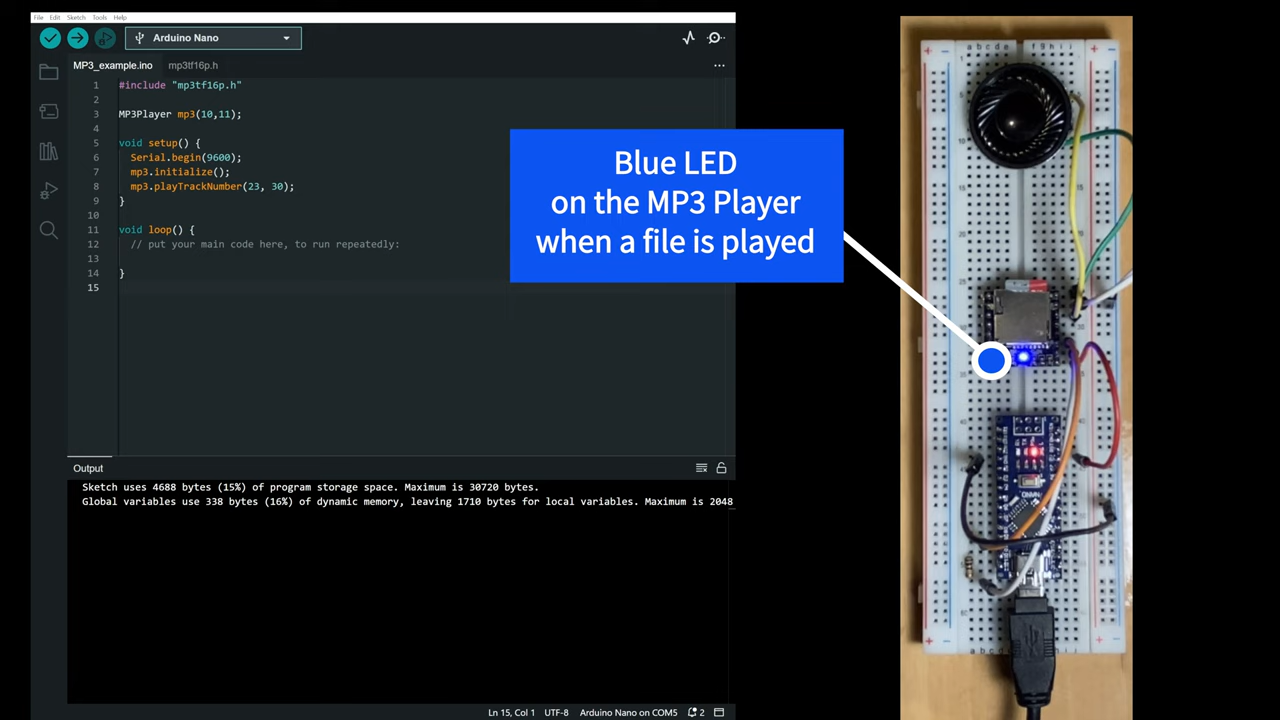 File Edit Sketch Tools Help
Arduino Nano
MP3_example.ino mp3tf16p.h
1 #include "mp3tf16p.h"
2
3 MP3Player mp3(10,11);
4
5 void setup() {
6 Serial.begin(9600);
7 mp3.initialize();
8 mp3.playTrackNumber(23, 30);
9 }
10
11 void loop() {
12 // put your main code here, to run repeatedly:
13
14 }
15
Blue LED
on the MP3 Player
when a file is played
Output
Sketch uses 4688 bytes (15%) of program storage space. Maximum is 30720 bytes.
Global variables use 338 bytes (16%) of dynamic memory, leaving 1710 bytes for local variables. Maximum is 2048
Ln 15, Col 1 UTF-8 Arduino Nano on COM5 2
a b c d e f g h i j
NANO